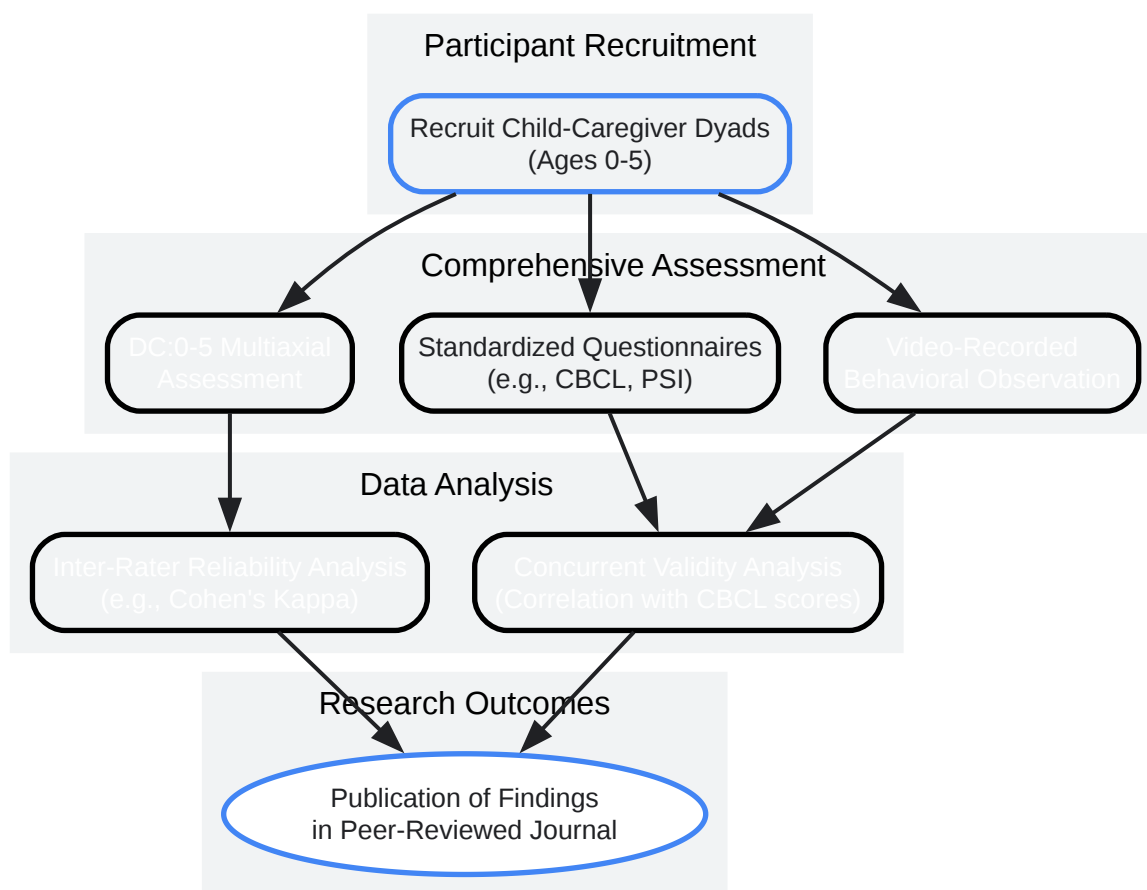 Participant Recruitment
Recruit Child-Caregiver Dyads
(Ages 0-5)
Comprehensive Assessment
DC:0-5 Multiaxial
Assessment
Standardized Questionnaires
(e.g., CBCL, PSI)
Video-Recorded
Behavioral Observation
Data Analysis
Inter-Rater Reliability Analysis
(e.g., Cohen's Kappa)
Concurrent Validity Analysis
(Correlation with CBCL scores)
Research Outcomes
Publication of Findings
in Peer-Reviewed Journal